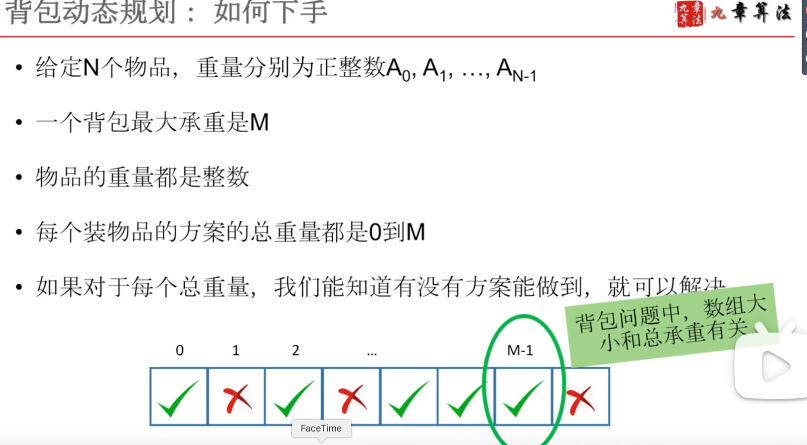 背包动态规划：如何下手
九章算法 九章算法
• 给定N个物品，重量分别为正整数A0, A1, …, AN-1
• 一个背包最大承重是M
• 物品的重量都是整数
• 每个装物品的方案的总重量都是0到M
• 如果对于每个总重量，我们能知道有没有方案能做到，就可以解决
背包问题中，数组大
小和总承重有关
0 1 2 … M-1
FaceTime